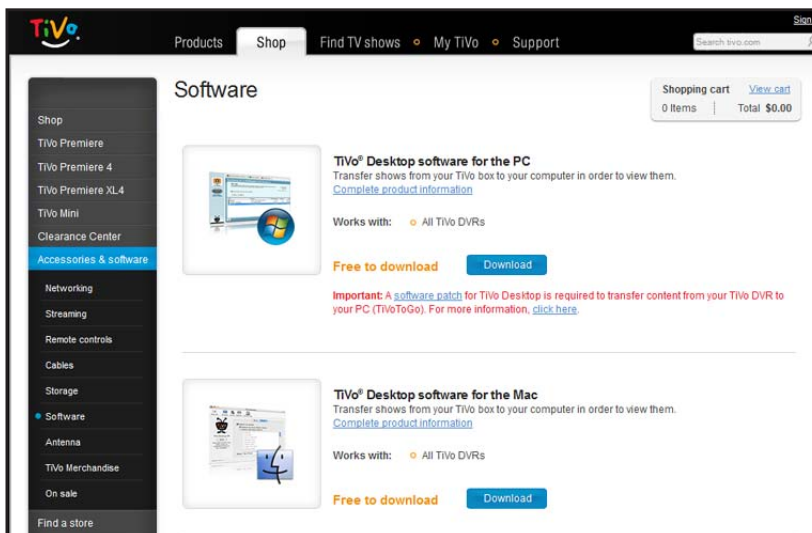 TiVo
Sign
Products
Shop
Find TV shows
My TiVo
Support
Search tivo.com
Software
Shopping cart
View cart
0 Items
Total $0.00
Shop
TiVo Premiere
TiVo Premiere 4
TiVo Premiere XL4
TiVo Mini
Clearance Center
Accessories & software
Networking
Streaming
Remote controls
Cables
Storage
Software
Antenna
TiVo Merchandise
On sale
Find a store
TiVo® Desktop software for the PC
Transfer shows from your TiVo box to your computer in order to view them.
Complete product information
Works with: All TiVo DVRs
Free to download
Download
Important: A software patch for TiVo Desktop is required to transfer content from your TiVo DVR to
your PC (TiVoToGo). For more information, click here.
TiVo® Desktop software for the Mac
Transfer shows from your TiVo box to your computer in order to view them.
Complete product information
Works with: All TiVo DVRs
Free to download
Download